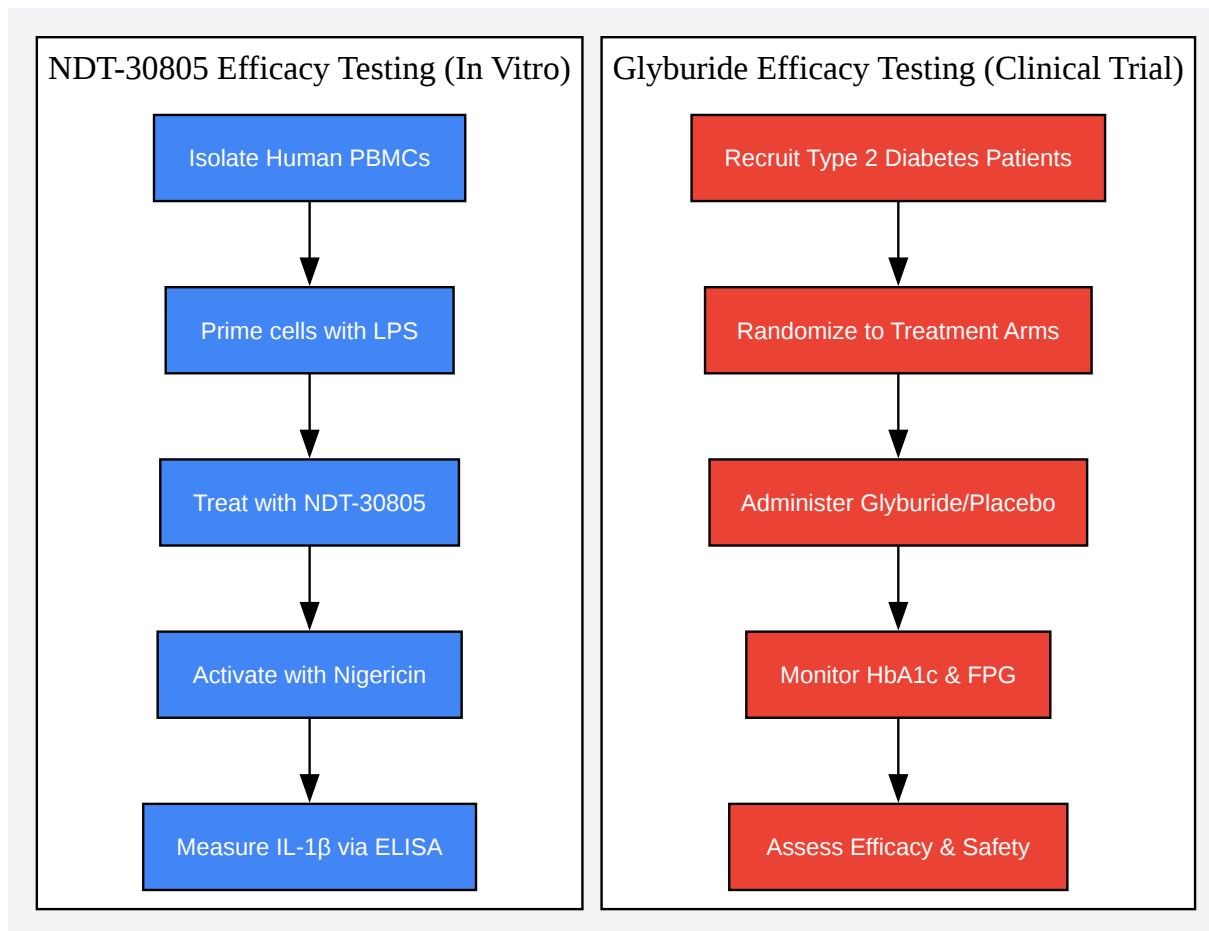 NDT-30805 Efficacy Testing (In Vitro)
Isolate Human PBMCs
Prime cells with LPS
Treat with NDT-30805
Activate with Nigericin
Measure IL-1β via ELISA
Glyburide Efficacy Testing (Clinical Trial)
Recruit Type 2 Diabetes Patients
Randomize to Treatment Arms
Administer Glyburide/Placebo
Monitor HbA1c & FPG
Assess Efficacy & Safety